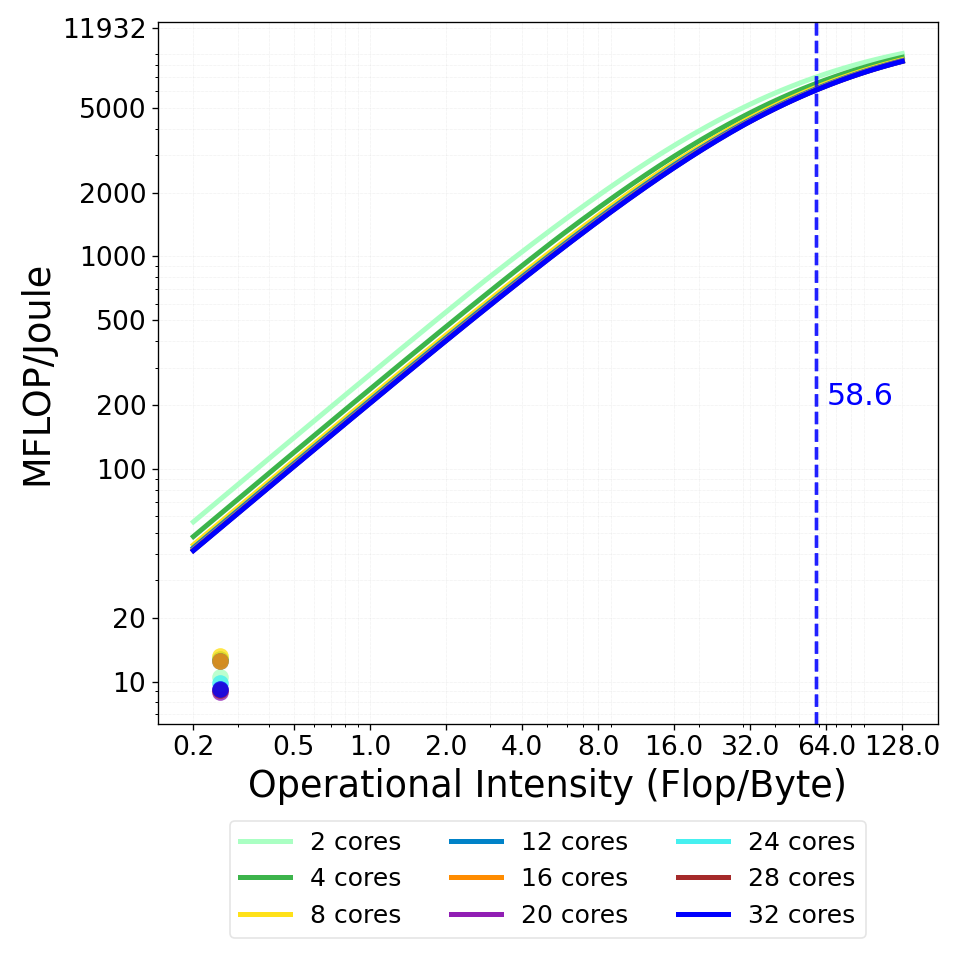 11932
5000
2000
1000
500
200
100
20
10
MFLOP/Joule
58.6
0.2 0.5 1.0 2.0 4.0 8.0 16.0 32.0 64.0 128.0
Operational Intensity (Flop/Byte)
2 cores 12 cores 24 cores
4 cores 16 cores 28 cores
8 cores 20 cores 32 cores